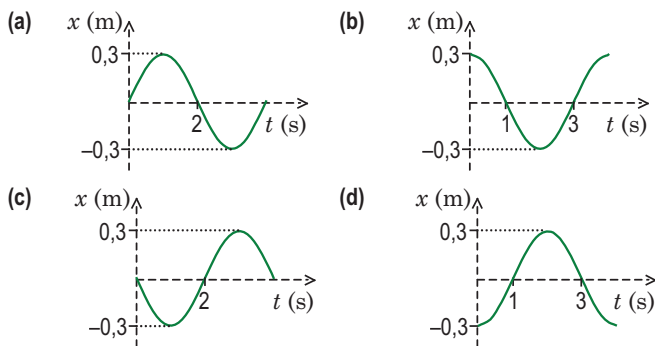 (a)
x (m)
0,3
2
t (s)
–0,3
(b)
x (m)
0,3
1
3
t (s)
–0,3
(c)
x (m)
0,3
2
t (s)
–0,3
(d)
x (m)
0,3
1
3
t (s)
–0,3